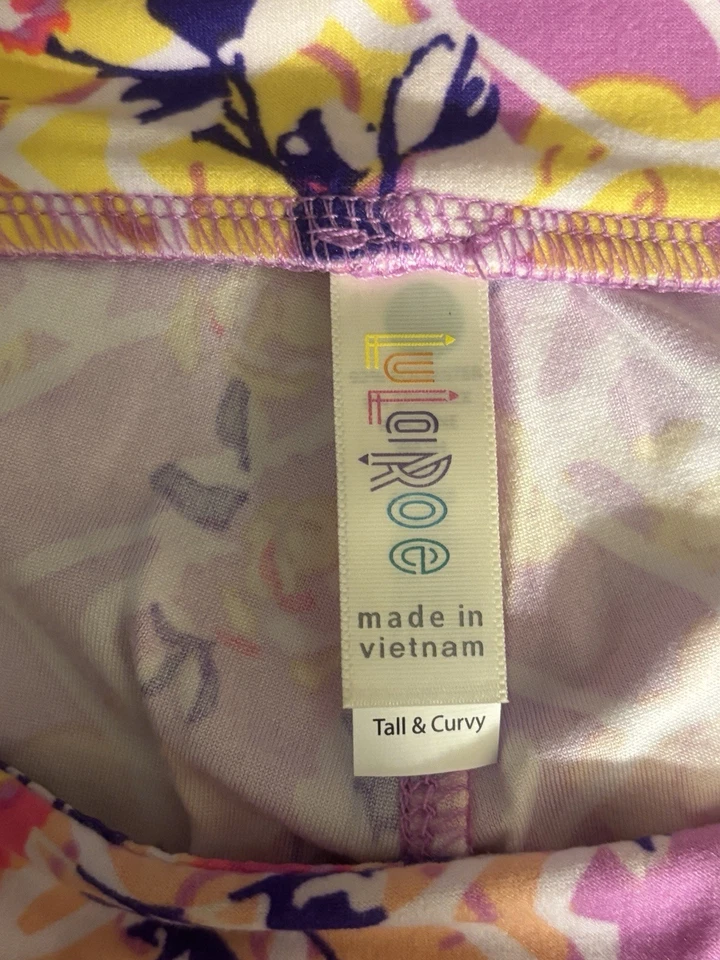 LuLaRoe
made in
vietnam
Tall & Curvy